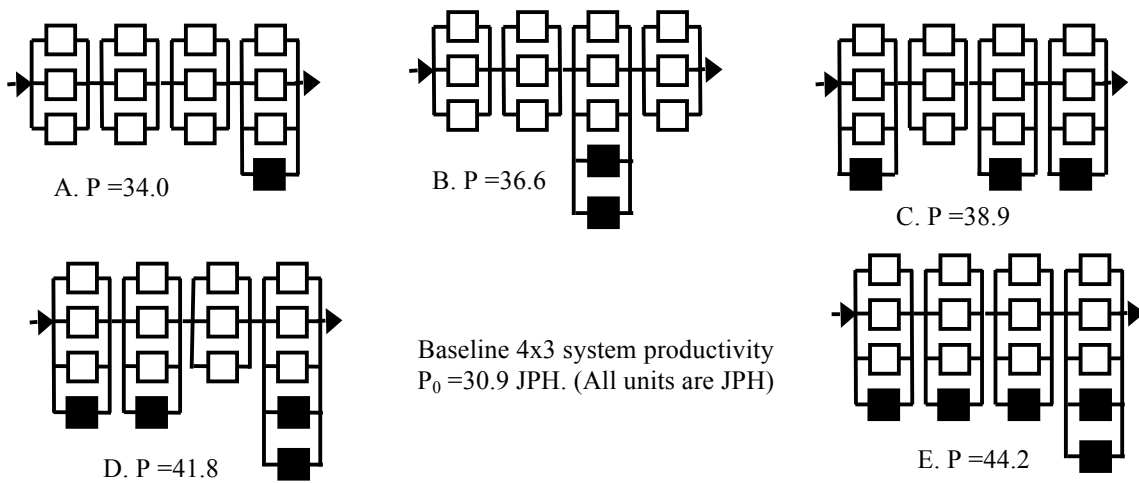 A. P =34.0
B. P =36.6
C. P =38.9
D. P =41.8
Baseline 4x3 system productivity
P₀ =30.9 JPH. (All units are JPH)
E. P =44.2